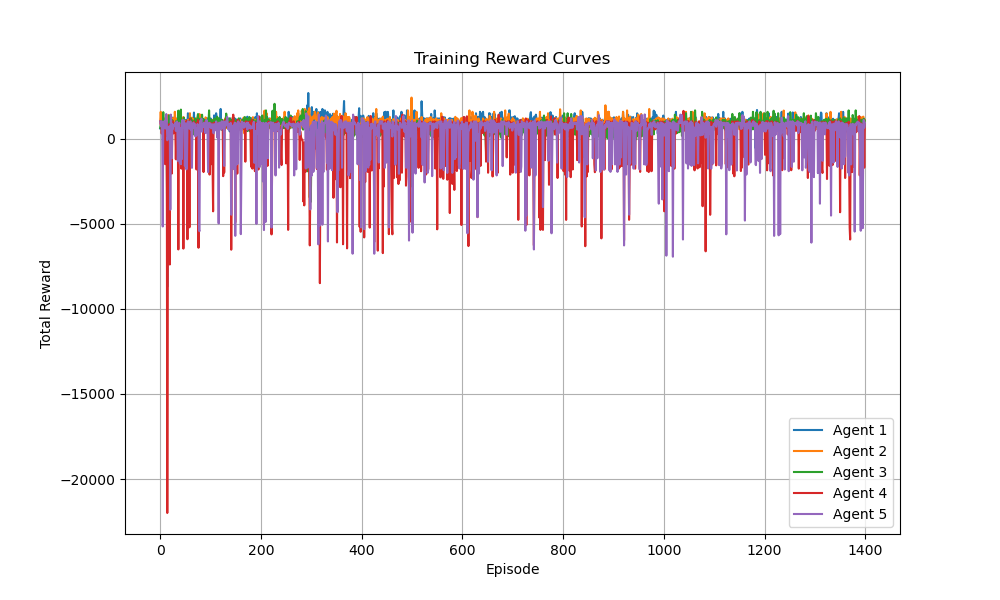 Training Reward Curves
Total Reward
0
−5000
−10000
−15000
−20000
0
200
400
600
800
1000
1200
1400
Episode
Agent 1
Agent 2
Agent 3
Agent 4
Agent 5